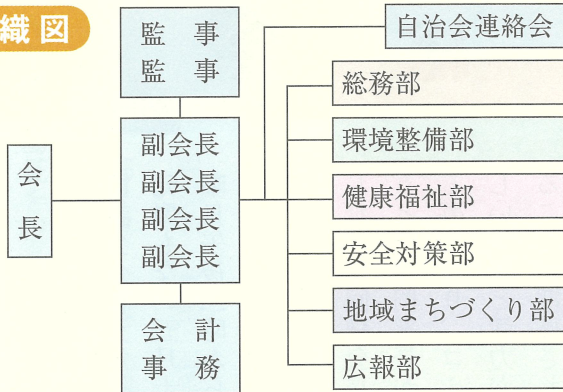 織図
監事
監事
自治会連絡会
総務部
副会長
副会長
副会長
副会長
環境整備部
会長
健康福祉部
安全対策部
会計
事務
地域まちづくり部
広報部